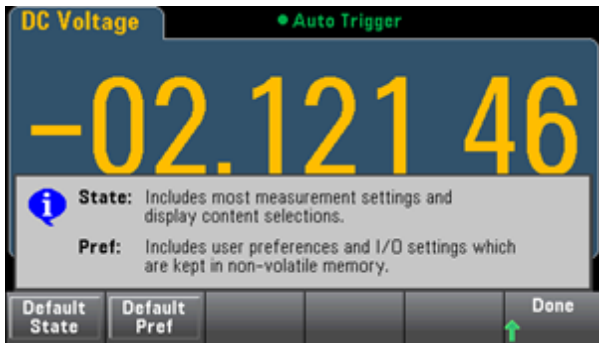 DC Voltage
● Auto Trigger
−02.121 46
State: Includes most measurement settings and
display content selections.
Pref: Includes user preferences and I/O settings which
are kept in non-volatile memory.
Default State
Default Pref
Done